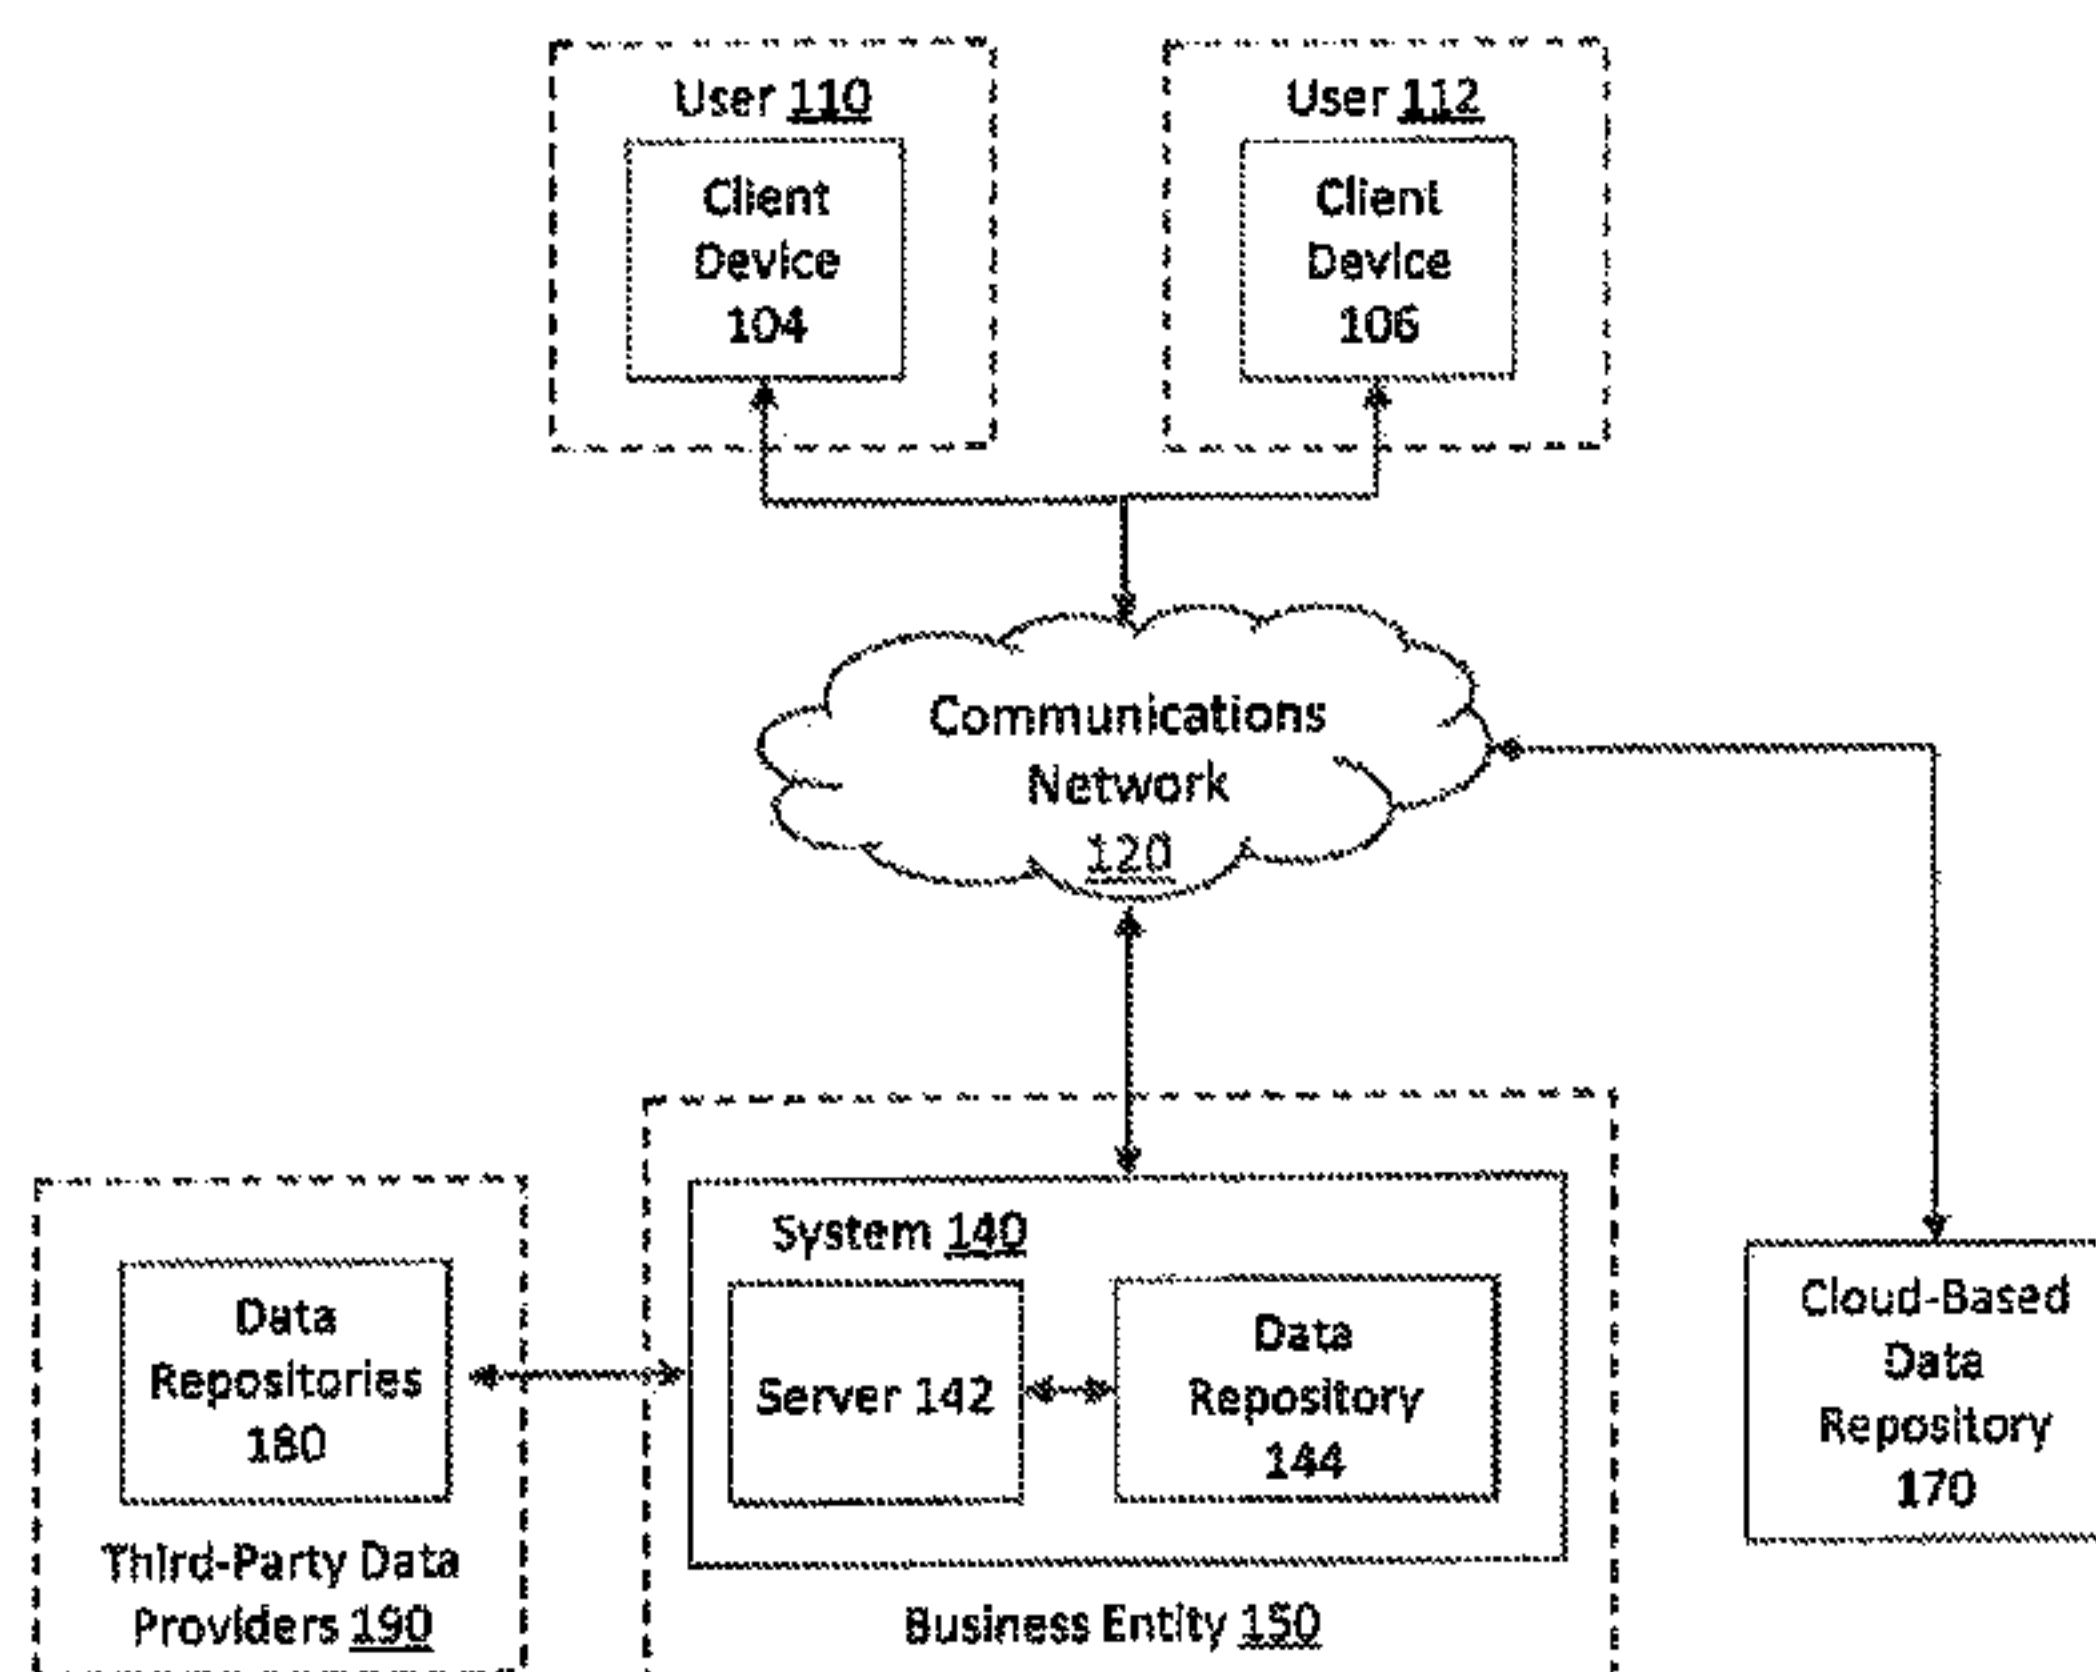 User 110
Client
Device
104
User 112
Client
Device
106
Communications
Network
120
System 140
Server 142
Data
Repository
144
Business Entity 150
Data
Repositories
180
Third-Party Data
Providers 190
Cloud-Based
Data
Repository
170